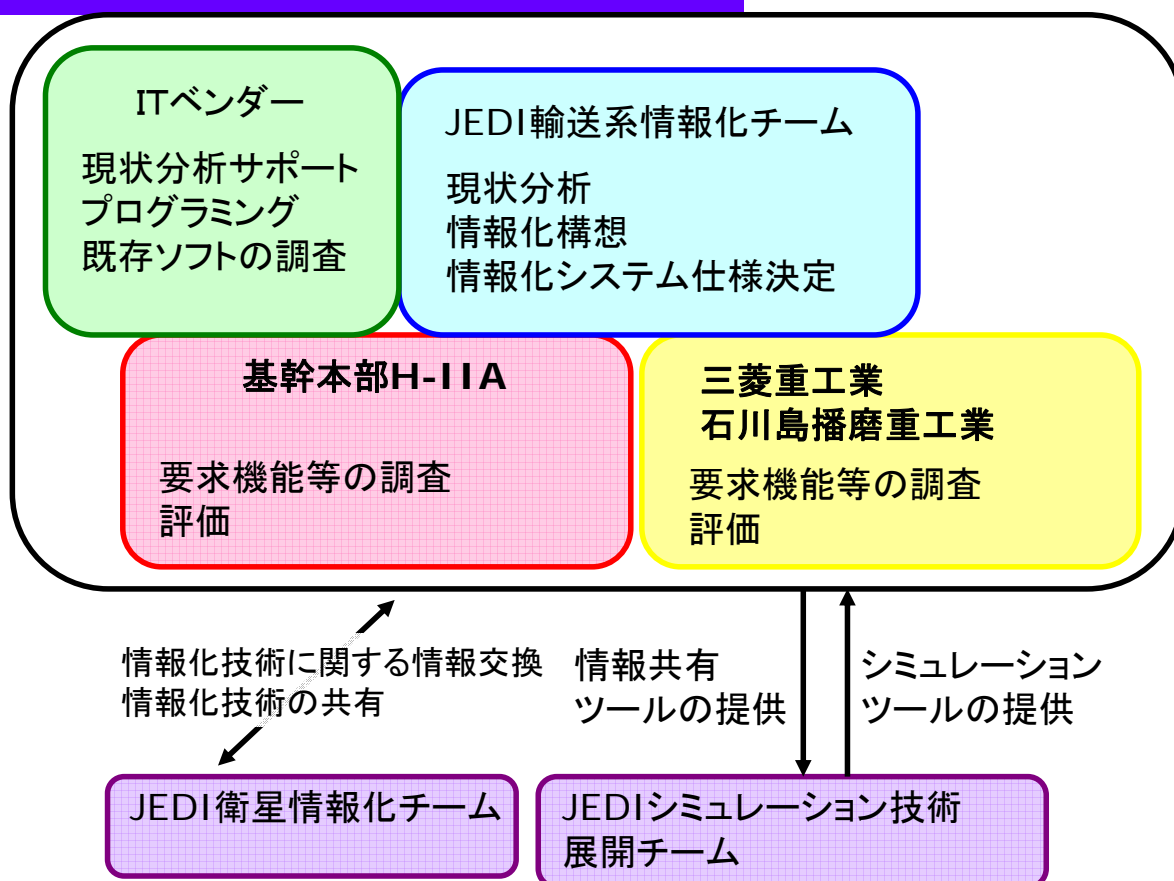 ITベンダー
現状分析サポート
プログラミング
既存ソフトの調査
JEDI輸送系情報化チーム
現状分析
情報化構想
情報化システム仕様決定
基幹本部H-IIA
要求機能等の調査
評価
三菱重工業
石川島播磨重工業
要求機能等の調査
評価
情報化技術に関する情報交換
情報化技術の共有
情報共有
ツールの提供
シミュレーション
ツールの提供
JEDI衛星情報化チーム
JEDIシミュレーション技術
展開チーム